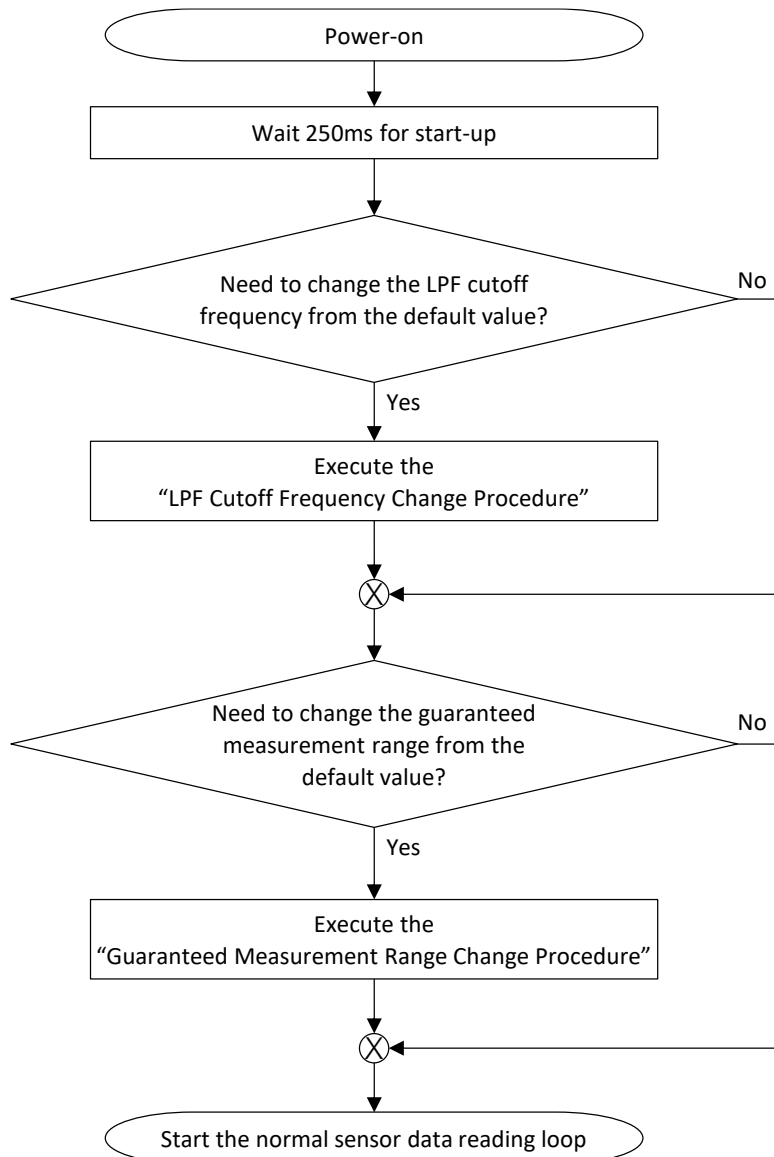 Power-on
Wait 250ms for start-up
Need to change the LPF cutoff
frequency from the default value?
No
Yes
Execute the
“LPF Cutoff Frequency Change Procedure”
X
Need to change the guaranteed
measurement range from the
default value?
No
Yes
Execute the
“Guaranteed Measurement Range Change Procedure”
X
Start the normal sensor data reading loop